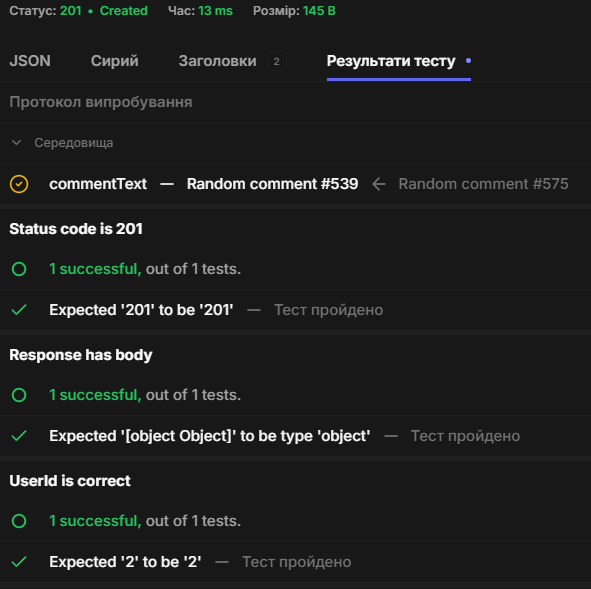 Статус: 201 • Created Час: 13 ms Розмір: 145 B
JSON Сирий Заголовки 2 Результати тесту •
Протокол випробування
Середовища
commentText — Random comment #539 ← Random comment #575
Status code is 201
1 successful, out of 1 tests.
Expected '201' to be '201' — Тест пройдено
Response has body
1 successful, out of 1 tests.
Expected '[object Object]' to be type 'object' — Тест пройдено
UserId is correct
1 successful, out of 1 tests.
Expected '2' to be '2' — Тест пройдено